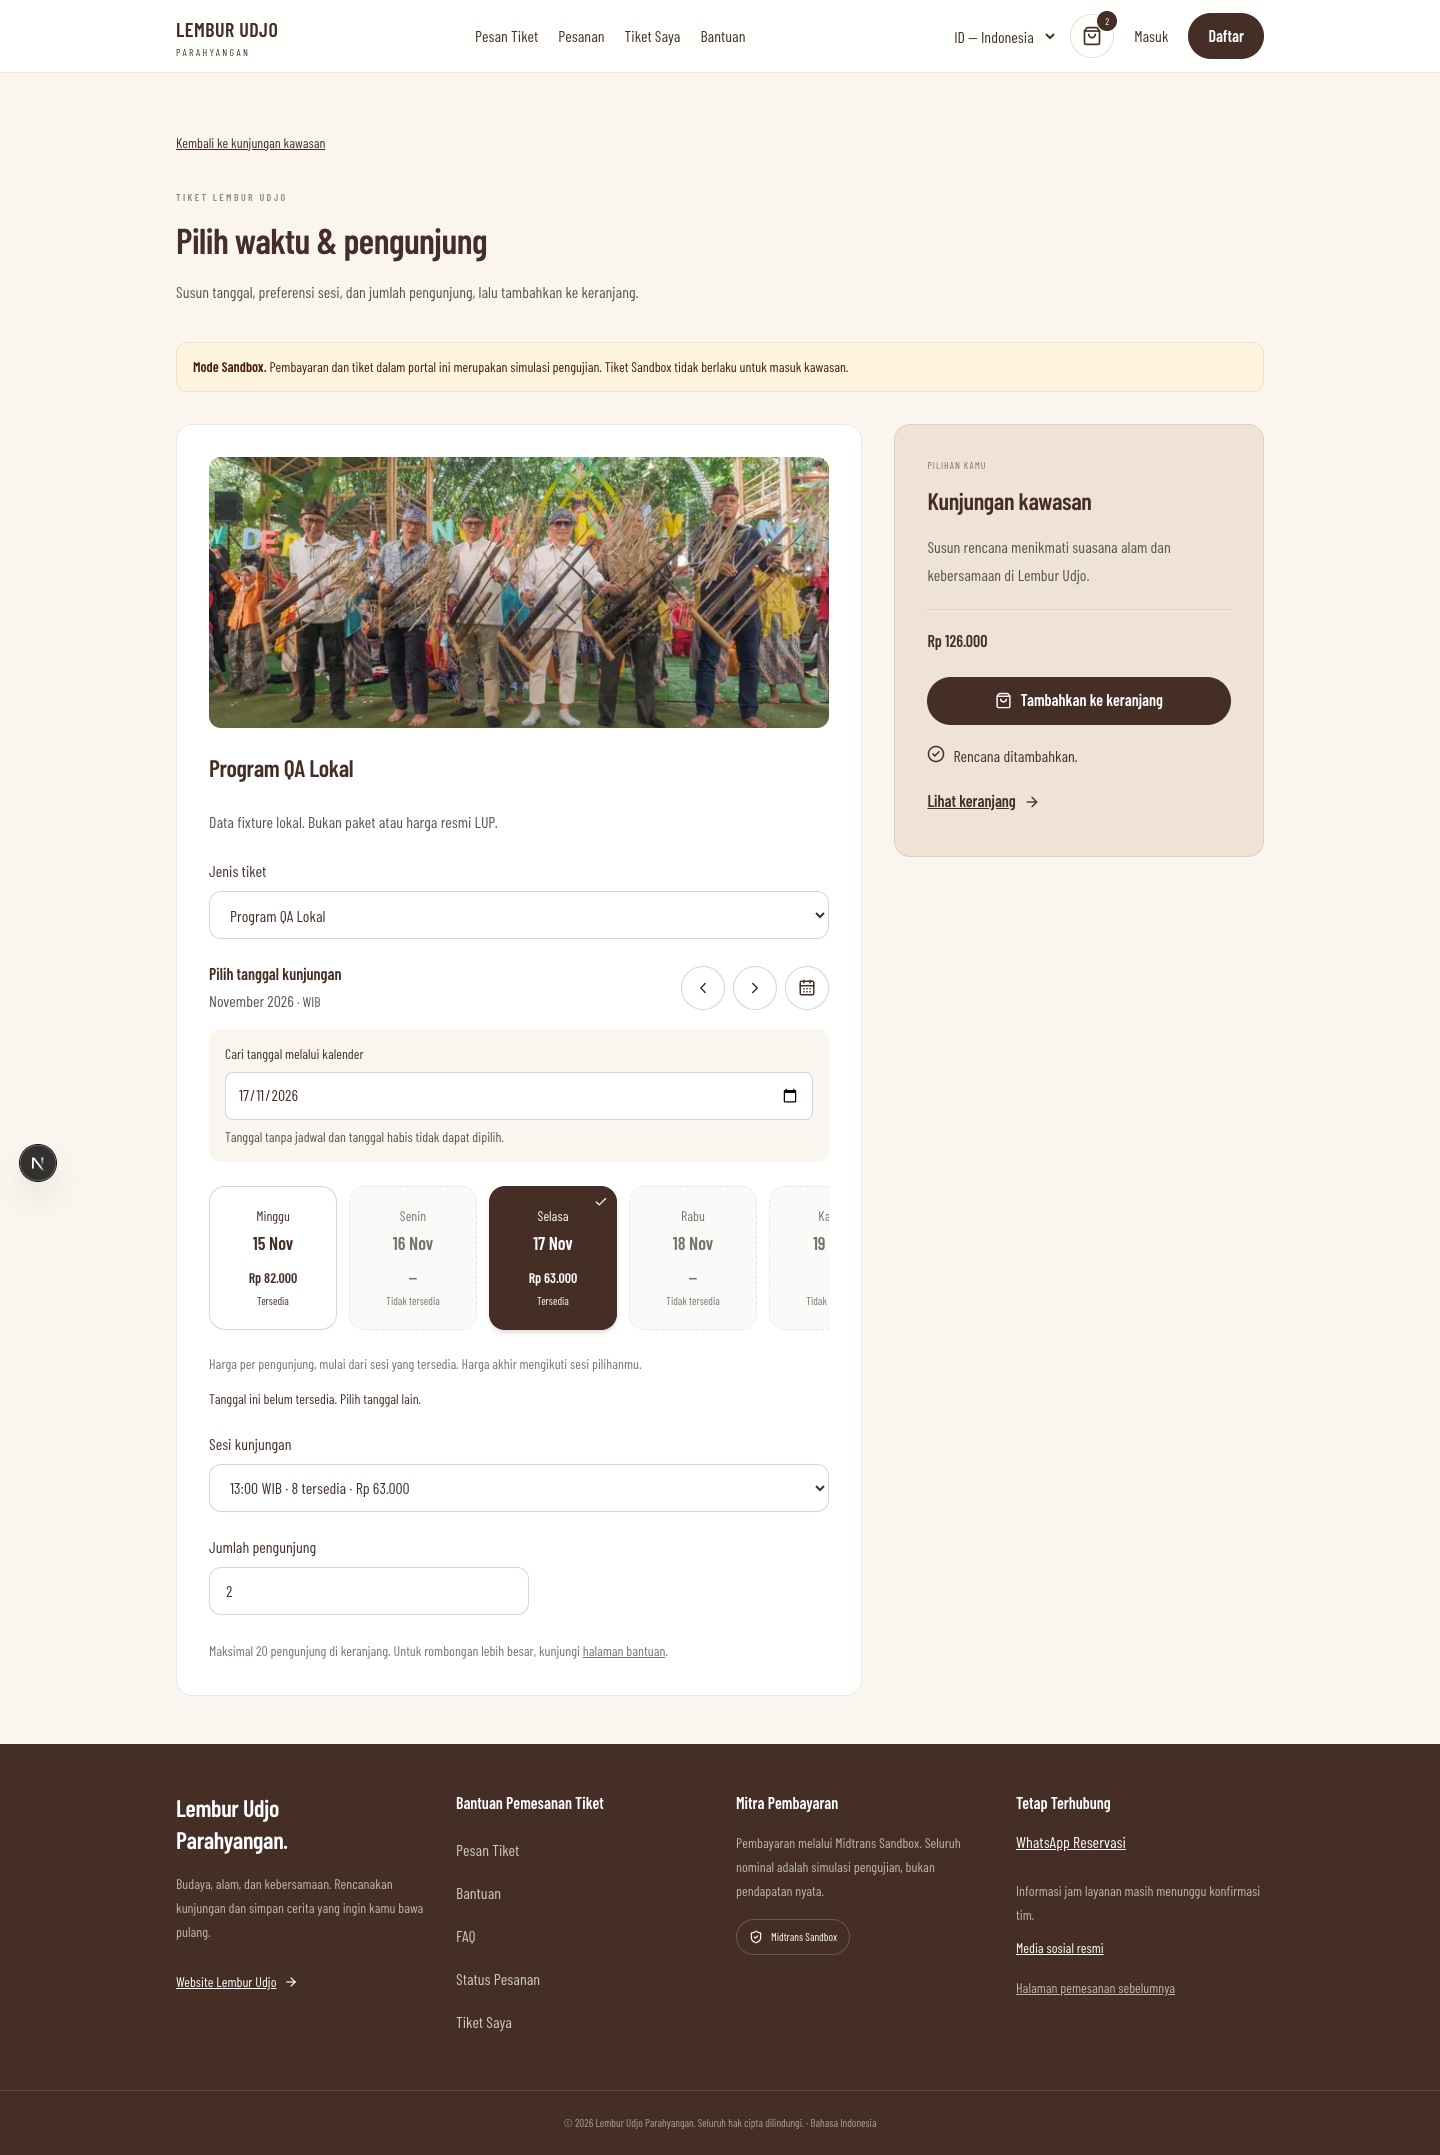 LEMBUR UDJO
PARAHYANGAN
Pesan Tiket
Pesanan
Tiket Saya
Bantuan
ID — Indonesia
2
Masuk
Daftar
Kembali ke kunjungan kawasan
TIKET LEMBUR UDJO
Pilih waktu & pengunjung
Susun tanggal, preferensi sesi, dan jumlah pengunjung, lalu tambahkan ke keranjang.
Mode Sandbox. Pembayaran dan tiket dalam portal ini merupakan simulasi pengujian. Tiket Sandbox tidak berlaku untuk masuk kawasan.
Program QA Lokal
Data fixture lokal. Bukan paket atau harga resmi LUP.
Jenis tiket
Program QA Lokal
Pilih tanggal kunjungan
November 2026 · WIB
Cari tanggal melalui kalender
17/11/2026
Tanggal tanpa jadwal dan tanggal habis tidak dapat dipilih.
Minggu
15 Nov
Rp 82.000
Tersedia
Senin
16 Nov
—
Tidak tersedia
Selasa
17 Nov
Rp 63.000
Tersedia
Rabu
18 Nov
—
Tidak tersedia
Ka
19
Tidak
Harga per pengunjung, mulai dari sesi yang tersedia. Harga akhir mengikuti sesi pilihanmu.
Tanggal ini belum tersedia. Pilih tanggal lain.
Sesi kunjungan
13:00 WIB · 8 tersedia · Rp 63.000
Jumlah pengunjung
2
Maksimal 20 pengunjung di keranjang. Untuk rombongan lebih besar, kunjungi halaman bantuan.
PILIHAN KAMU
Kunjungan kawasan
Susun rencana menikmati suasana alam dan
kebersamaan di Lembur Udjo.
Rp 126.000
Tambahkan ke keranjang
Rencana ditambahkan.
Lihat keranjang
N
Lembur Udjo
Parahyangan.
Budaya, alam, dan kebersamaan. Rencanakan
kunjungan dan simpan cerita yang ingin kamu bawa
pulang.
Website Lembur Udjo
Bantuan Pemesanan Tiket
Pesan Tiket
Bantuan
FAQ
Status Pesanan
Tiket Saya
Mitra Pembayaran
Pembayaran melalui Midtrans Sandbox. Seluruh
nominal adalah simulasi pengujian, bukan
pendapatan nyata.
Midtrans Sandbox
Tetap Terhubung
WhatsApp Reservasi
Informasi jam layanan masih menunggu konfirmasi
tim.
Media sosial resmi
Halaman pemesanan sebelumnya
© 2026 Lembur Udjo Parahyangan. Seluruh hak cipta dilindungi. · Bahasa Indonesia